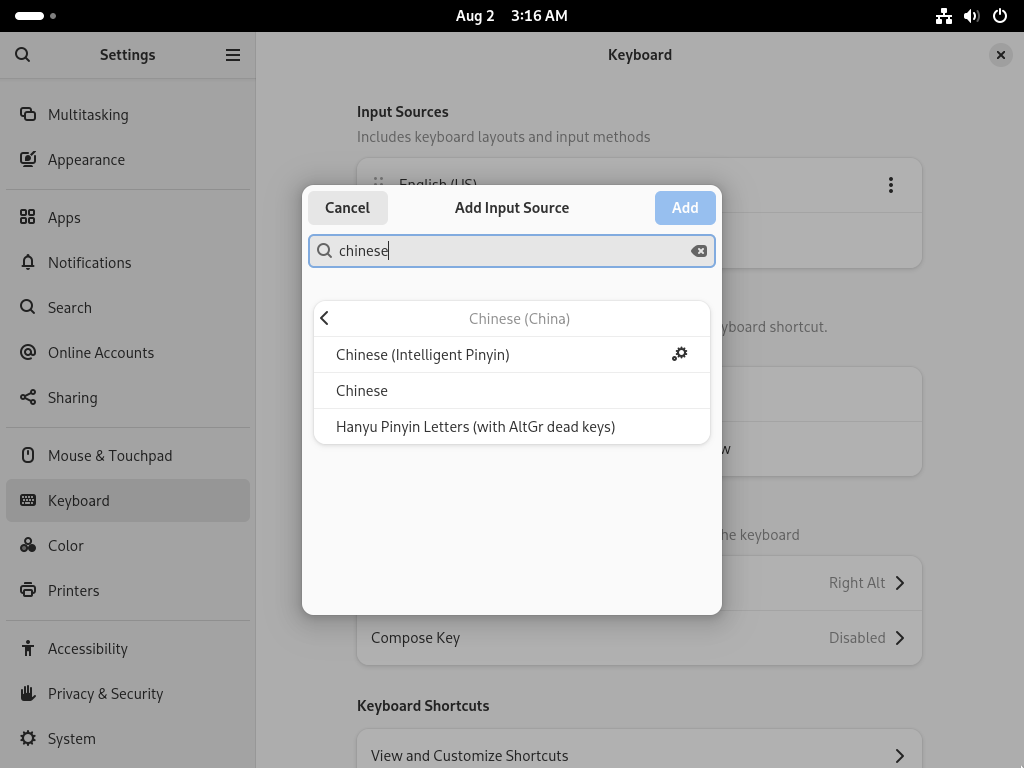 Aug 2 3:16 AM
Settings
Keyboard
Multitasking
Appearance
Apps
Notifications
Search
Online Accounts
Sharing
Mouse & Touchpad
Keyboard
Color
Printers
Accessibility
Privacy & Security
System
Input Sources
Includes keyboard layouts and input methods
English (US)
Cancel
Add Input Source
Add
chinese
Chinese (China)
Chinese (Intelligent Pinyin)
Chinese
Hanyu Pinyin Letters (with AltGr dead keys)
shortcut.
keyboard
Right Alt
Compose Key
Disabled
Keyboard Shortcuts
View and Customize Shortcuts